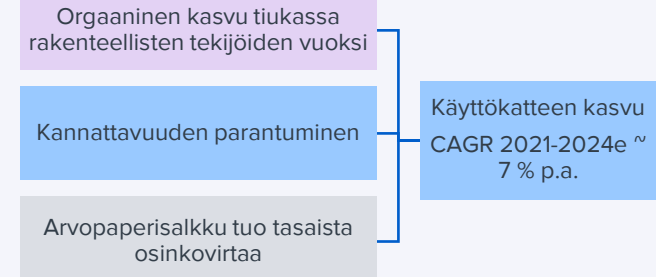 Orgaaninen kasvu tiukassa
rakenteellisten tekijöiden vuoksi
Kannattavuuden parantuminen
Arvopaperisalkku tuo tasaista
osinkovirtaa
Käyttökatteen kasvu
CAGR 2021-2024e ~
7 % p.a.